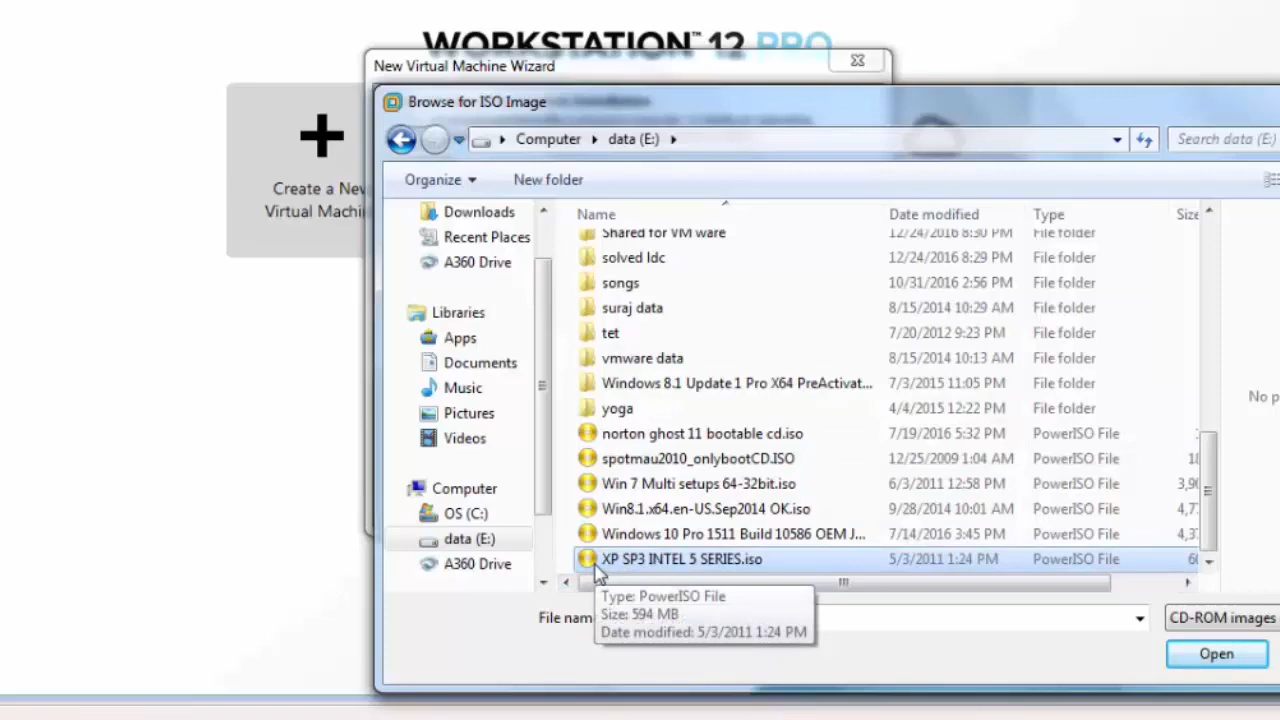 WORKSTATION™ 12 PRO
New Virtual Machine Wizard
Browse for ISO Image
Computer data (E:)
Search data (E:)
Organize
New folder
Create a New
Virtual Machin
Downloads
Recent Places
A360 Drive
Libraries
Apps
Documents
Music
Pictures
Videos
Computer
OS (C:)
data (E:)
A360 Drive
Name Date modified Type Size
Shared for VM ware 12/24/2016 8:30 PM File folder
solved ldc 12/24/2016 8:29 PM File folder
songs 10/31/2016 2:56 PM File folder
suraj data 8/15/2014 10:29 AM File folder
tet 7/20/2012 9:23 PM File folder
vmware data 8/15/2014 10:13 AM File folder
Windows 8.1 Update 1 Pro X64 PreActivat... 7/3/2015 11:05 PM File folder
yoga 4/4/2015 12:22 PM File folder
norton ghost 11 bootable cd.iso 7/19/2016 5:32 PM PowerISO File
spotmau2010_onlybootCD.ISO 12/25/2009 1:04 AM PowerISO File 18
Win 7 Multi setups 64-32bit.iso 6/3/2011 12:58 PM PowerISO File 3,96
Win8.1.x64.en-US.Sep2014 OK.iso 9/28/2014 10:01 AM PowerISO File 4,7
Windows 10 Pro 1511 Build 10586 OEM J... 7/14/2016 3:45 PM PowerISO File 4,3
XP SP3 INTEL 5 SERIES.iso 5/3/2011 1:24 PM PowerISO File 60
No p
Type: PowerISO File
Size: 594 MB
Date modified: 5/3/2011 1:24 PM
File nam
CD-ROM images
Open